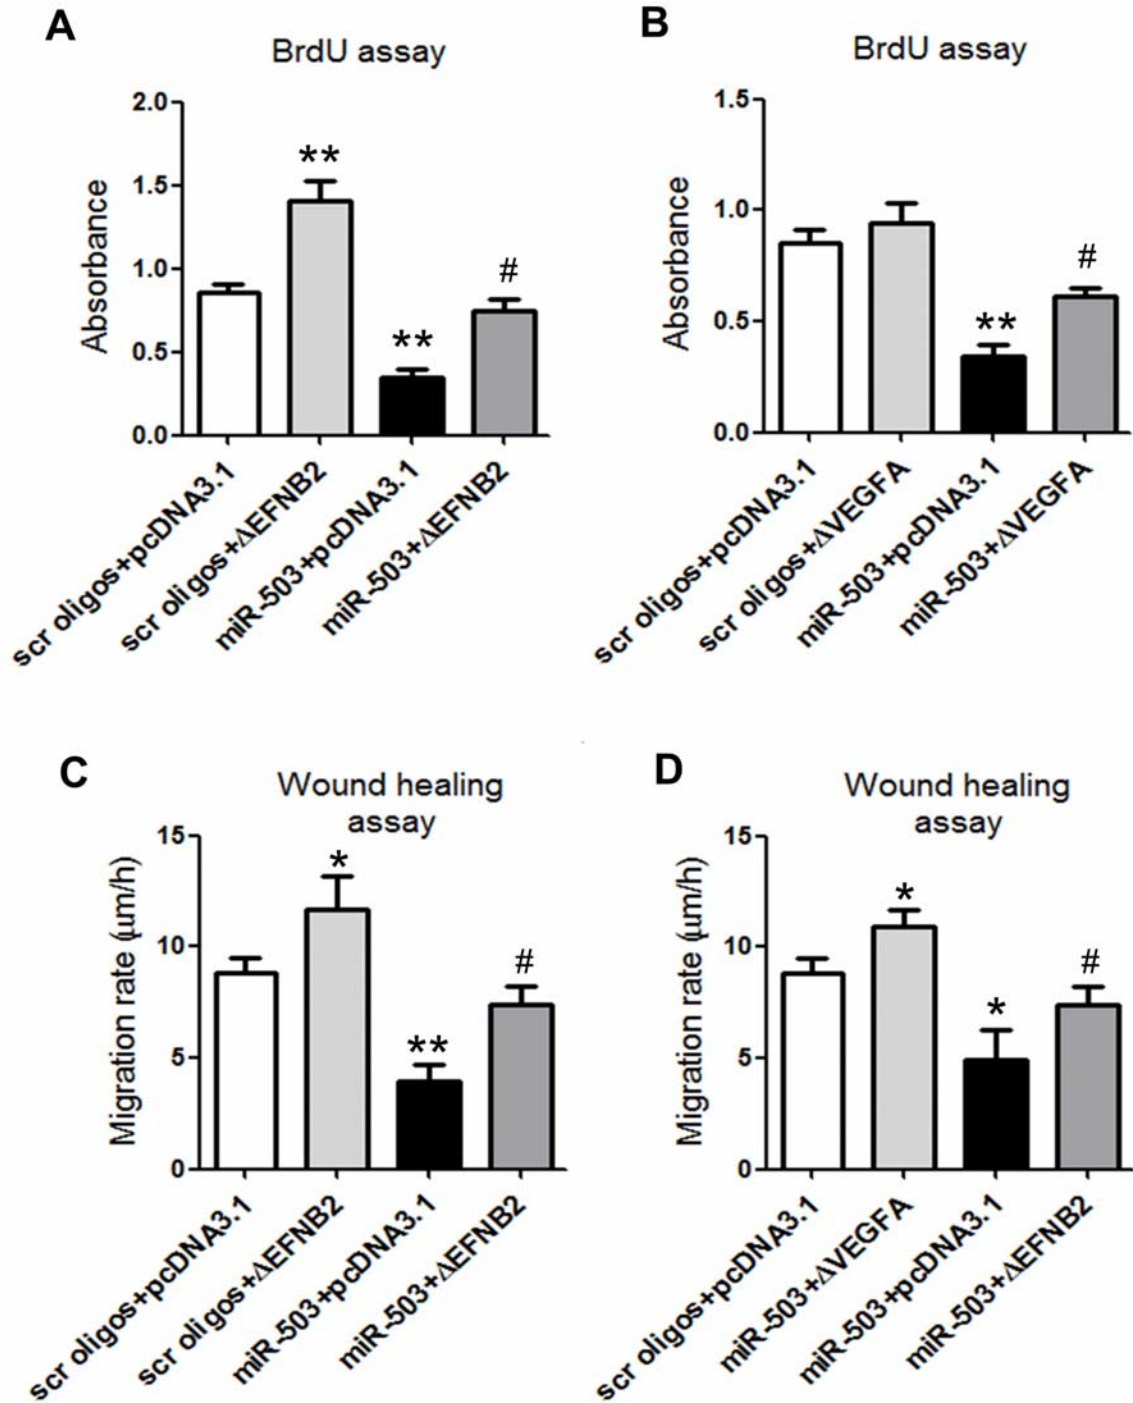 A
BrdU assay
Absorbance
2.0
1.5
1.0
0.5
0.0
**
**
#
scr oligos+pcDNA3.1
scr oligos+ΔEFNB2
miR-503+pcDNA3.1
miR-503+ΔEFNB2
B
BrdU assay
Absorbance
1.5
1.0
0.5
0.0
**
#
scr oligos+pcDNA3.1
scr oligos+ΔVEGFA
miR-503+pcDNA3.1
miR-503+ΔVEGFA
C
Wound healing
assay
Migration rate (μm/h)
15
10
5
0
*
**
#
scr oligos+pcDNA3.1
scr oligos+ΔEFNB2
miR-503+pcDNA3.1
miR-503+ΔEFNB2
D
Wound healing
assay
Migration rate (μm/h)
15
10
5
0
*
*
#
scr oligos+pcDNA3.1
miR-503+ΔVEGFA
miR-503+pcDNA3.1
miR-503+ΔEFNB2